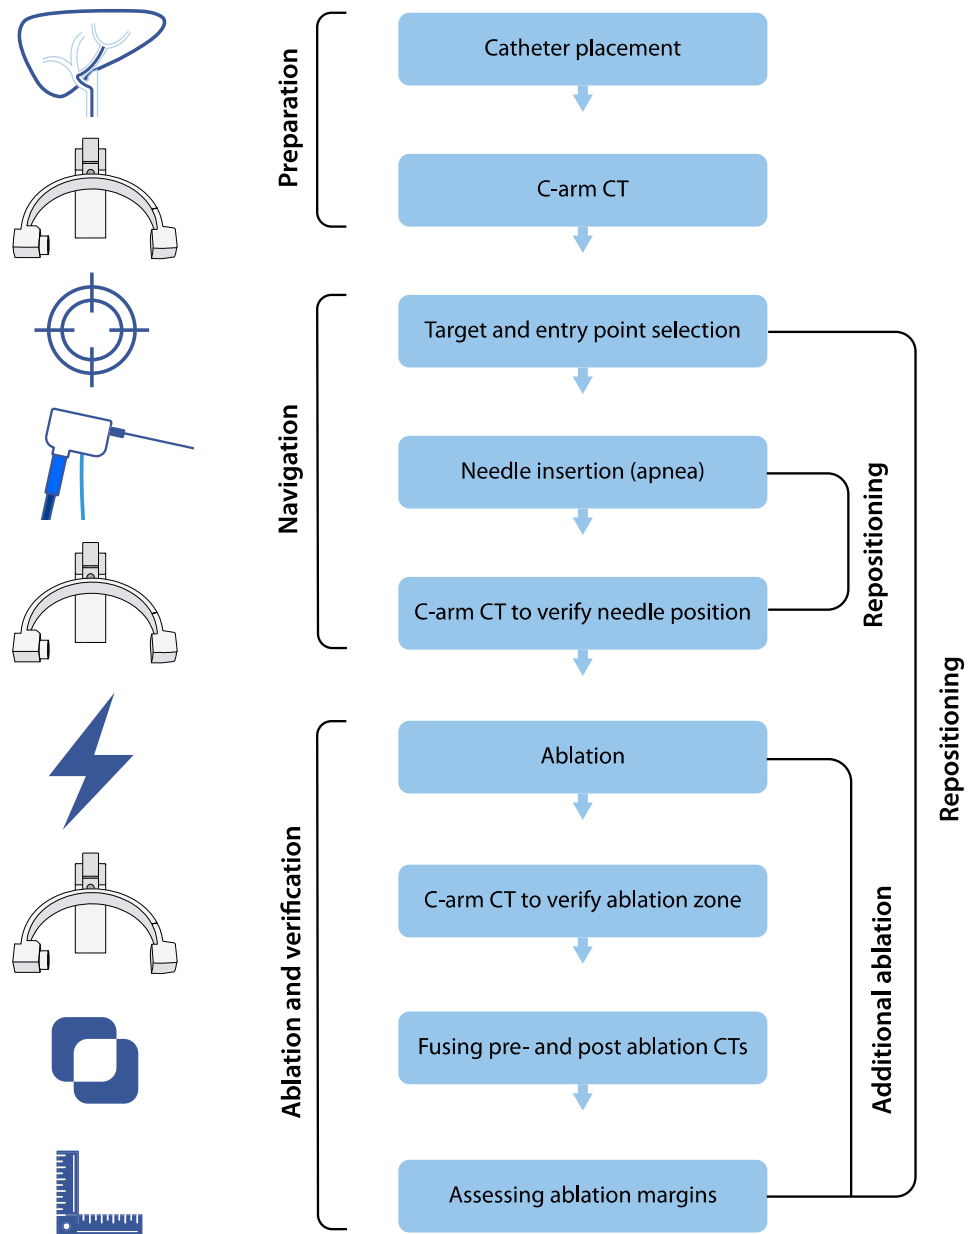 Preparation
Catheter placement
C-arm CT
Navigation
Target and entry point selection
Needle insertion (apnea)
C-arm CT to verify needle position
Repositioning
Repositioning
Ablation and verification
Ablation
C-arm CT to verify ablation zone
Fusing pre- and post ablation CTs
Assessing ablation margins
Additional ablation